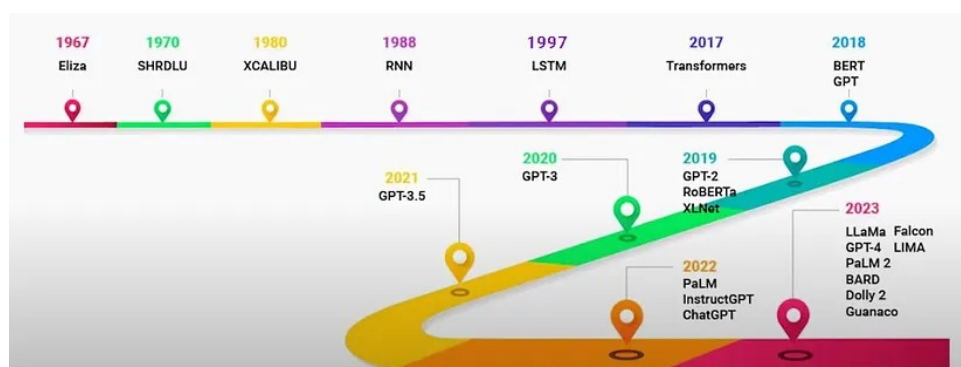 1967
Eliza
1970
SHRDLU
1980
XCALIBU
1988
RNN
1997
LSTM
2017
Transformers
2018
BERT
GPT
2019
GPT-2
RoBERTa
XLNet
2020
GPT-3
2021
GPT-3.5
2022
PaLM
InstructGPT
ChatGPT
2023
LLaMa Falcon
GPT-4 LIMA
PaLM 2
BARD
Dolly 2
Guanaco